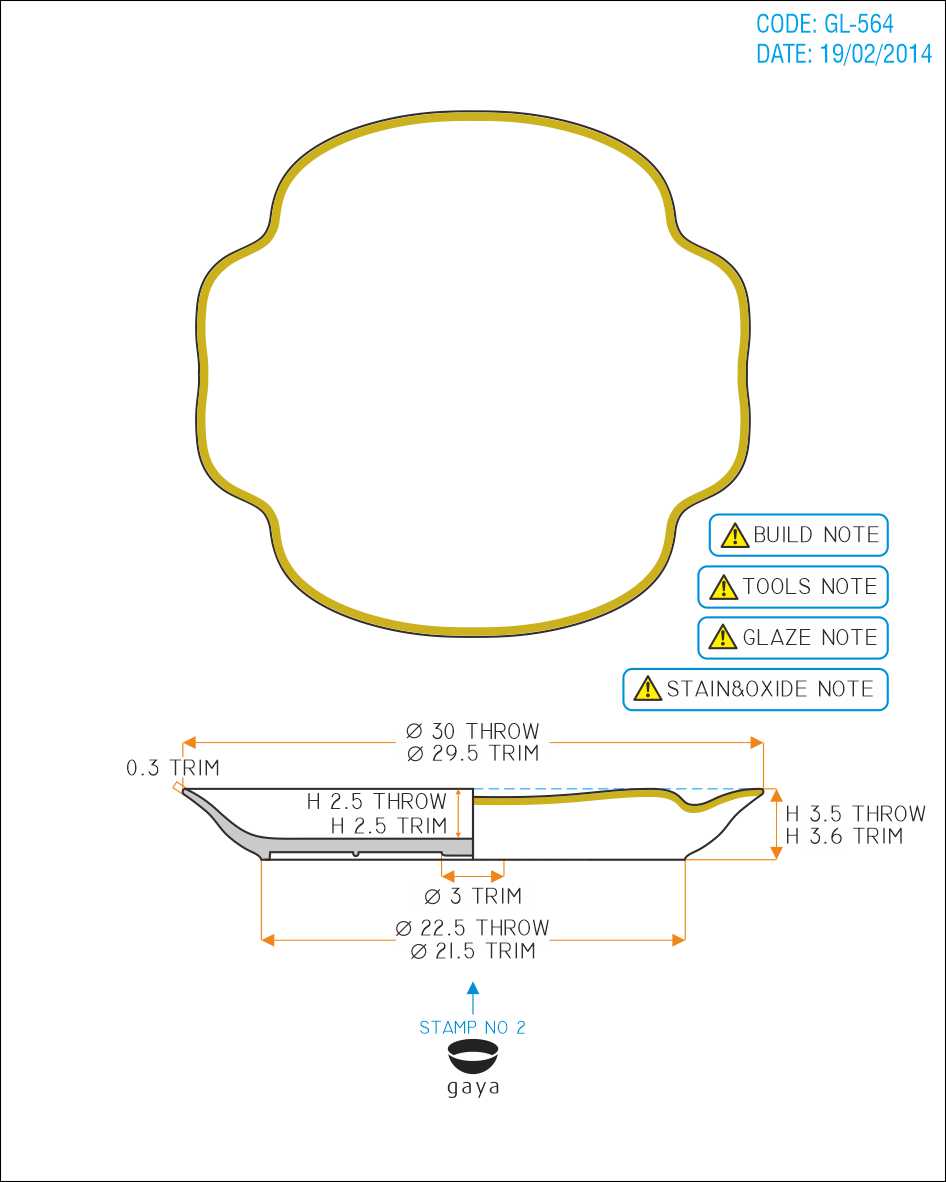 CODE: GL-564
DATE: 19/02/2014
BUILD NOTE
TOOLS NOTE
GLAZE NOTE
STAIN&OXIDE NOTE
Ø 30 THROW
Ø 29.5 TRIM
0.3 TRIM
H 2.5 THROW
H 2.5 TRIM
H 3.5 THROW
H 3.6 TRIM
Ø 3 TRIM
Ø 22.5 THROW
Ø 21.5 TRIM
STAMP NO 2
gaya